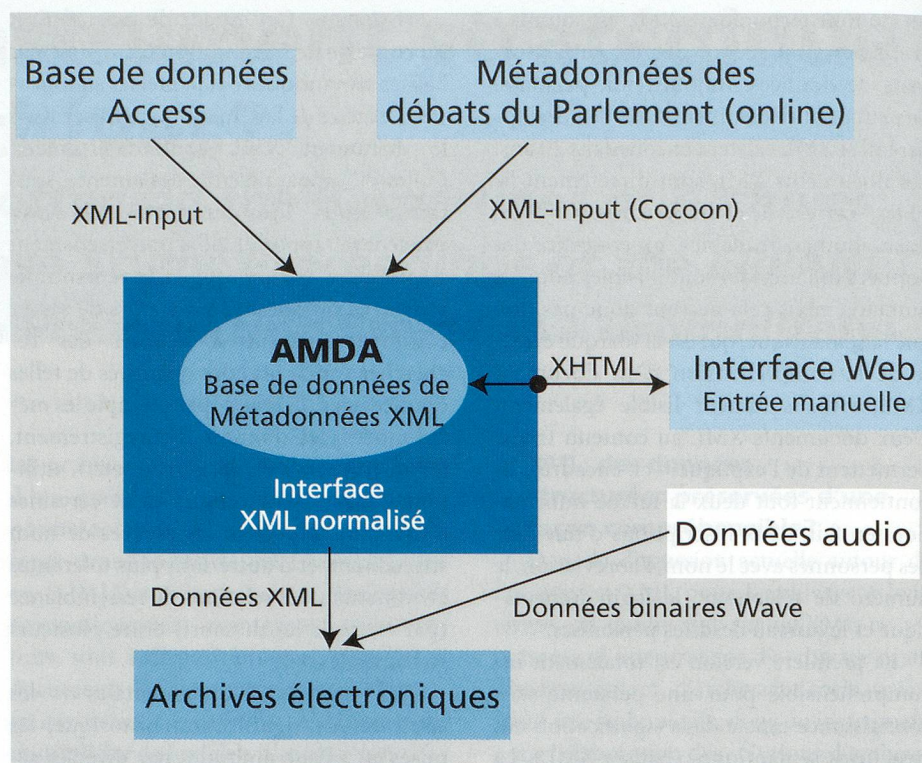 Base de données
Access
Métadonnées des
débats du Parlement (online)
XML-Input
XML-Input (Cocoon)
AMDA
Base de données de
Métadonnées XML
XHTML
Interface Web
Entrée manuelle
Interface
XML normalisé
Données audio
Données XML
Données binaires Wave
Archives électroniques